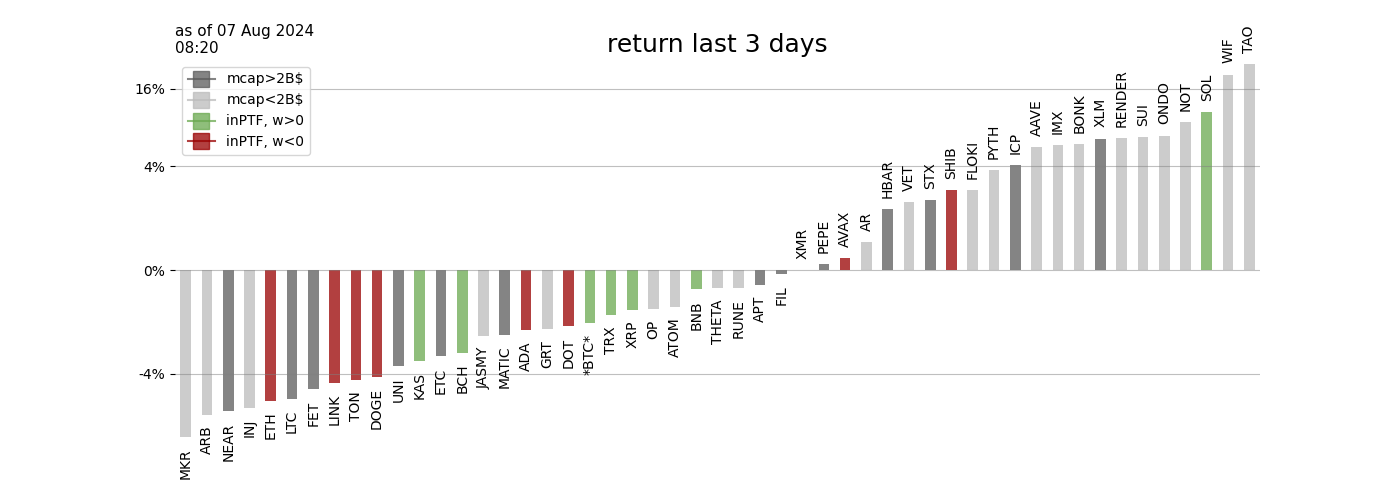 as of 07 Aug 2024
08:20
return last 3 days
mcap>2B$
mcap<2B$
inPTF, w>0
inPTF, w<0
16%
4%
0%
-4%
MKR
ARB
NEAR
INJ
ETH
LTC
FET
LINK
TON
DOGE
UNI
KAS
ETC
BCH
JASMY
MATIC
ADA
GRT
DOT
*BTC*
TRX
XRP
OP
ATOM
BNB
THETA
RUNE
APT
FIL
XMR
PEPE
AVAX
AR
HBAR
VET
STX
SHIB
FLOKI
PYTH
ICP
AAVE
IMX
BONK
XLM
RENDER
SUI
ONDO
NOT
SOL
WIF
TAO